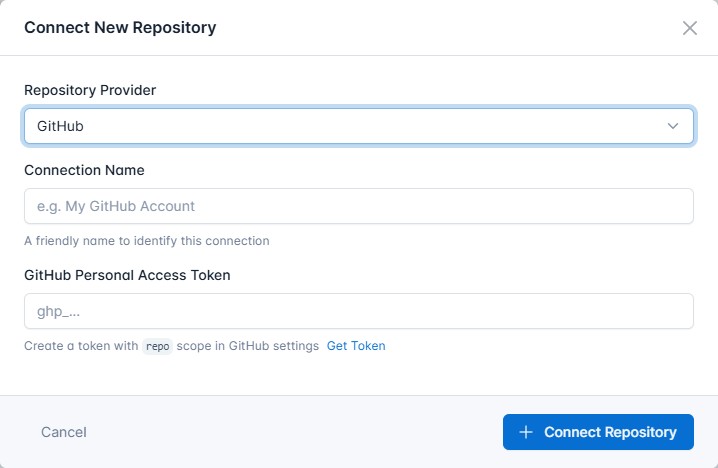 Connect New Repository
Repository Provider
GitHub
Connection Name
e.g. My GitHub Account
A friendly name to identify this connection
GitHub Personal Access Token
ghp_...
Create a token with repo scope in GitHub settings Get Token
Cancel
Connect Repository